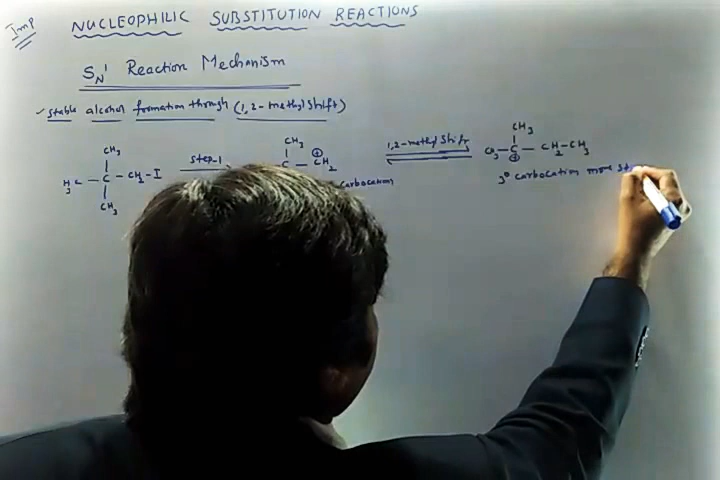 Imp NUCLEOPHILIC SUBSTITUTION REACTIONS
SN1 Reaction Mechanism
✓ stable alcohol formation through (1,2-methyl shift)
CH3
H3C — C — CH2-I
CH3
step-1
CH3
C — CH2
⊕
carbocation
1,2-methyl shift
CH3
— C — CH2-CH3
⊕
3° carbocation more st